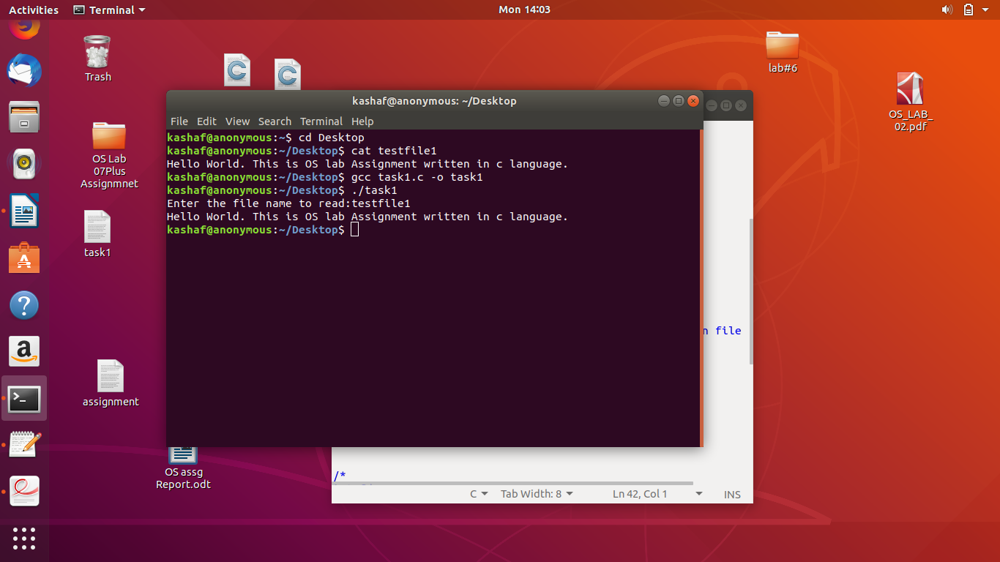 Activities Terminal Mon 14:03
Trash
lab#6
OS_LAB_
02.pdf
OS Lab
07Plus
Assignmnet
task1
assignment
OS assg
Report.odt
kashaf@anonymous: ~/Desktop
File Edit View Search Terminal Help
kashaf@anonymous:~$ cd Desktop
kashaf@anonymous:~/Desktop$ cat testfile1
Hello World. This is OS lab Assignment written in c language.
kashaf@anonymous:~/Desktop$ gcc task1.c -o task1
kashaf@anonymous:~/Desktop$ ./task1
Enter the file name to read:testfile1
Hello World. This is OS lab Assignment written in c language.
kashaf@anonymous:~/Desktop$
n file
/*
C Tab Width: 8 Ln 42, Col 1 INS